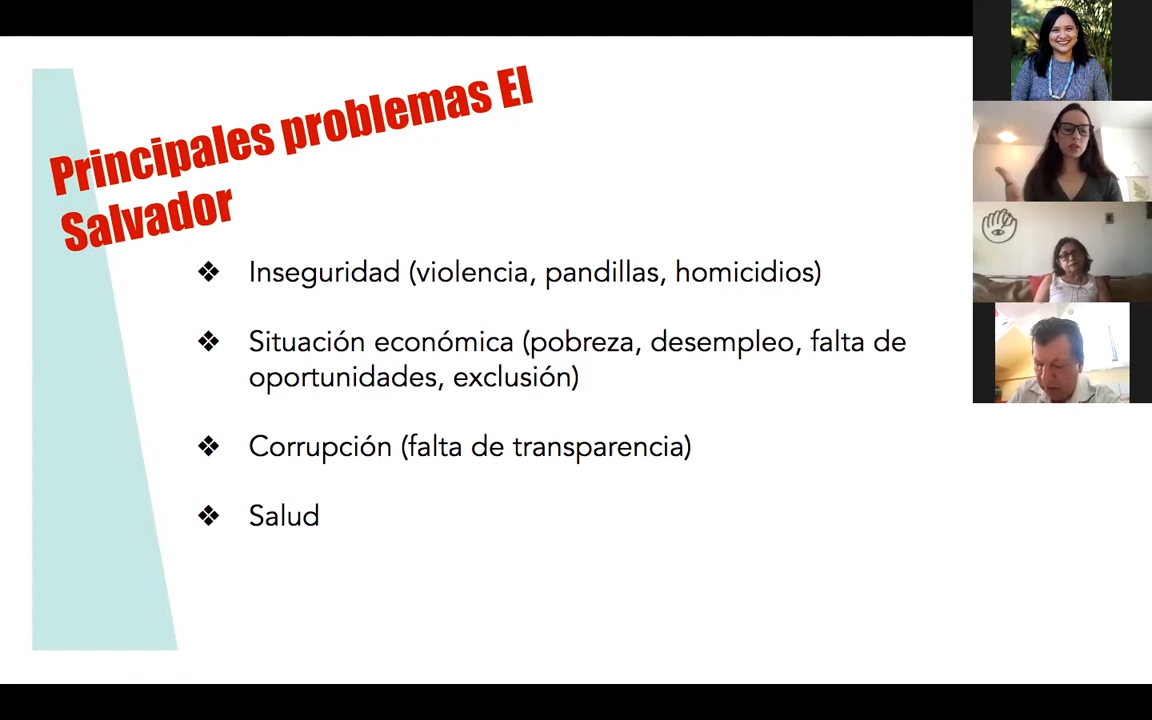 Principales problemas El
Salvador
❖ Inseguridad (violencia, pandillas, homicidios)
❖ Situación económica (pobreza, desempleo, falta de
oportunidades, exclusión)
❖ Corrupción (falta de transparencia)
❖ Salud